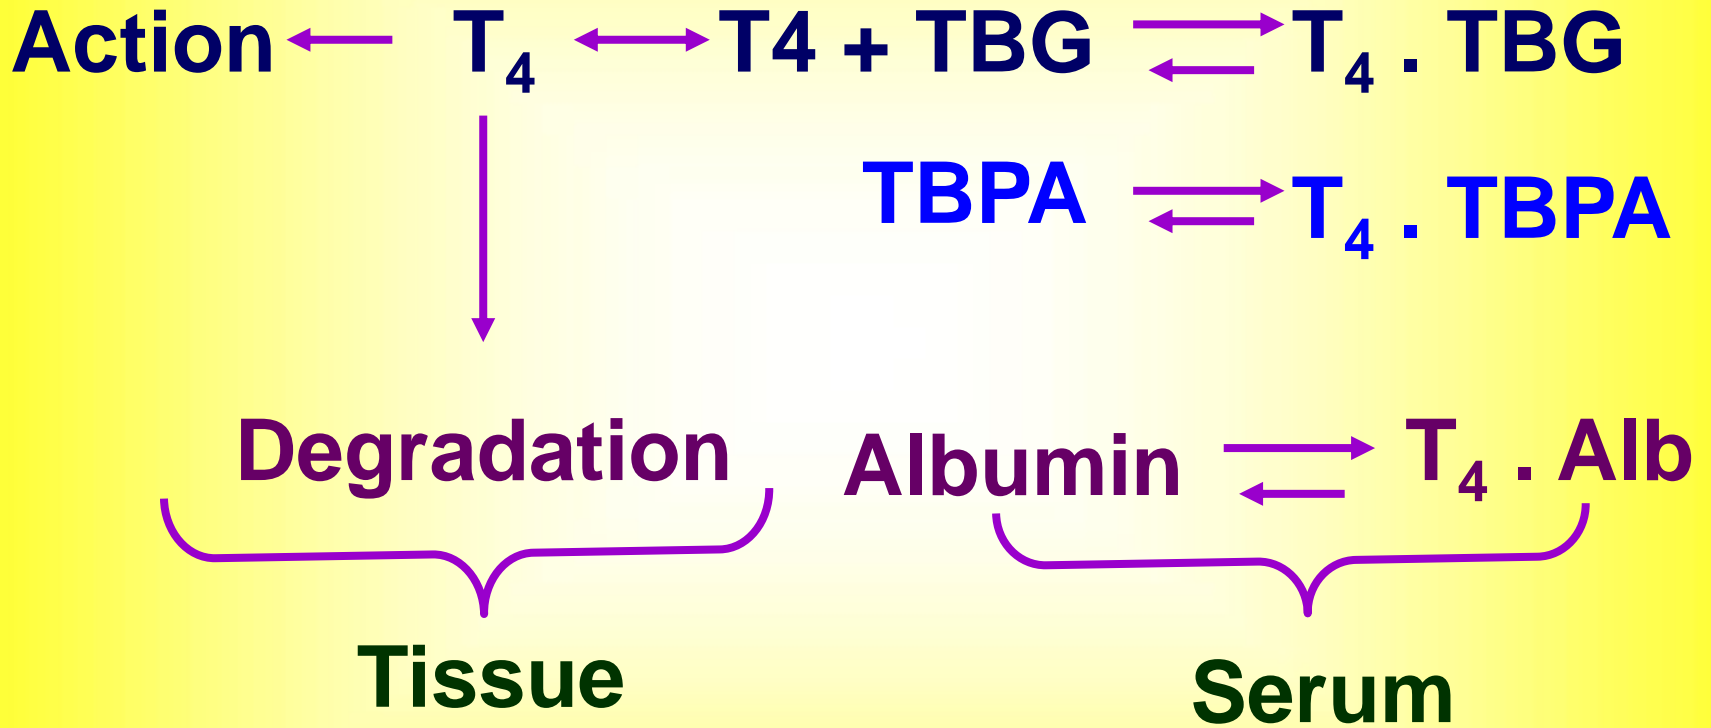 Action T₄ T4 + TBG T₄ . TBG
TBPA T₄ . TBPA
Degradation Albumin T₄ . Alb
Tissue Serum